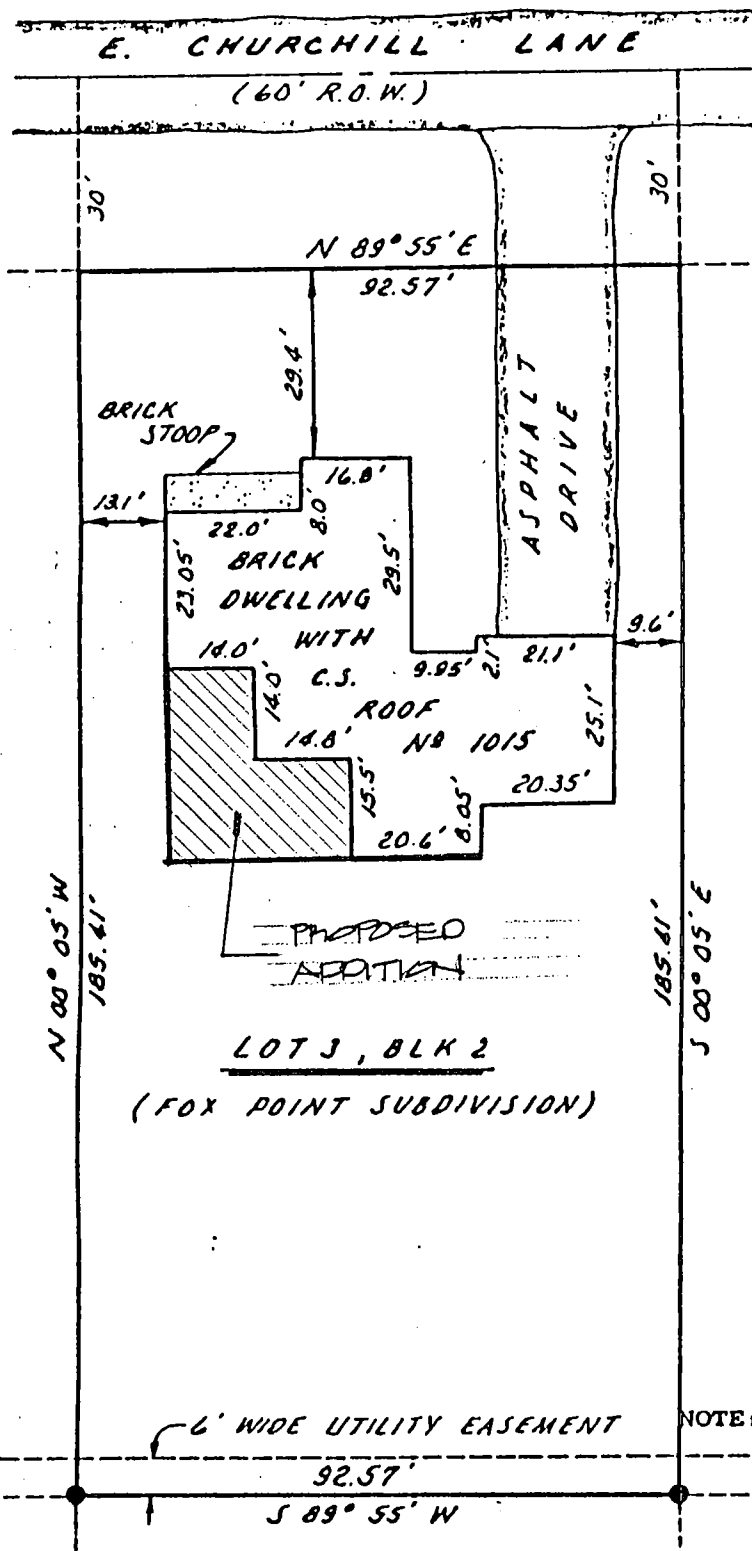 E. CHURCHILL LANE
(60' R.O.W.)
30'
30'
N 89° 55' E
92.57'
29.4'
BRICK
STOOP
ASPHALT
DRIVE
13.1'
16.8'
22.0'
8.0'
23.05'
29.5'
BRICK
DWELLING
WITH
C.S.
ROOF
Nº 1015
14.0'
14.0'
14.8'
9.95'
2.1'
21.1'
9.6'
25.1'
15.5'
20.35'
8.05'
20.6'
PROPOSED
ADDITION
N 00° 05' W
185.41'
185.41'
S 00° 05' E
LOT 3, BLK 2
(FOX POINT SUBDIVISION)
6' WIDE UTILITY EASEMENT
NOTE:
92.57'
S 89° 55' W